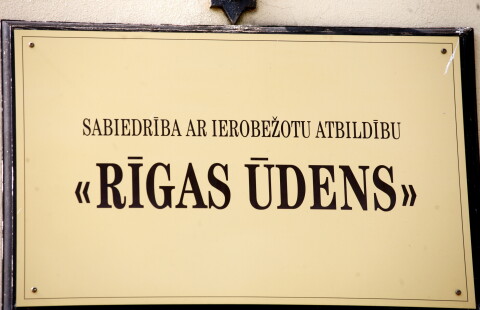 SABIEDRĪBA AR IEROBEŽOTU ATBILDĪBU
«RĪGAS ŪDENS»